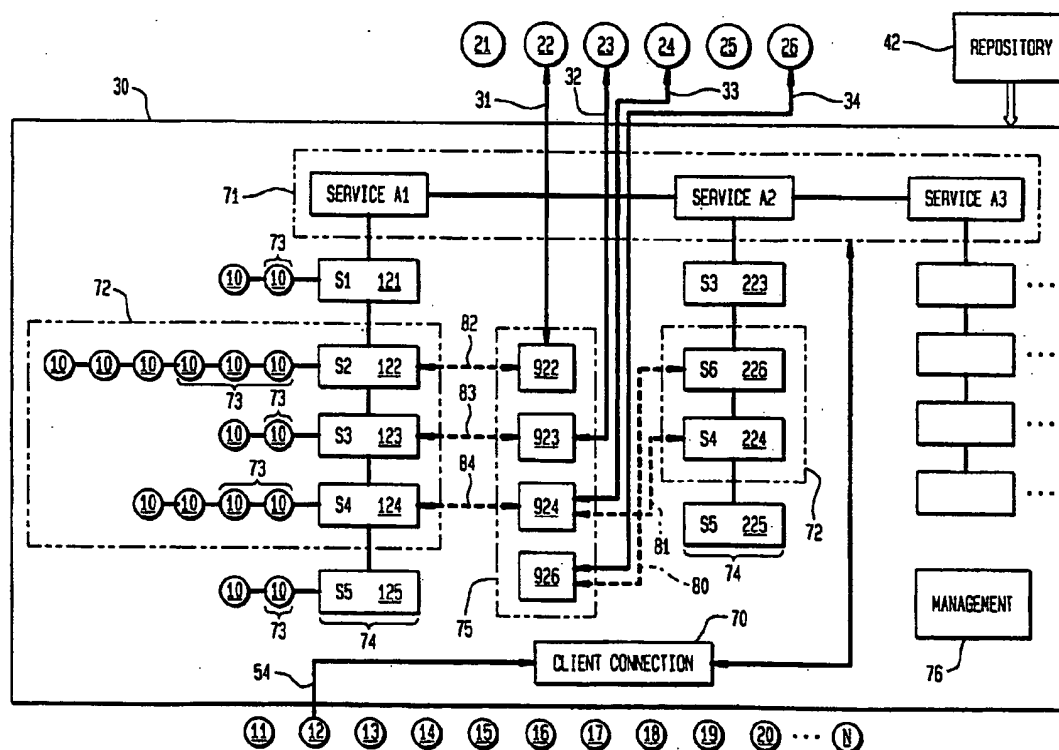 21 22 23 24 25 26
42 REPOSITORY
30 31 32 33 34
71 SERVICE A1 SERVICE A2 SERVICE A3
73
10 10 S1 121 S3 223 ...
72 82
10 10 10 10 10 10 S2 122 922 S6 226 ...
73 73 83
10 10 S3 123 923 S4 224 ...
73 84
10 10 10 10 S4 124 924 72 ...
81
S5 225
926 80 74
10 10 S5 125
73 74 75 70 MANAGEMENT
54 CLIENT CONNECTION 76
11 12 13 14 15 16 17 18 19 20 ... N